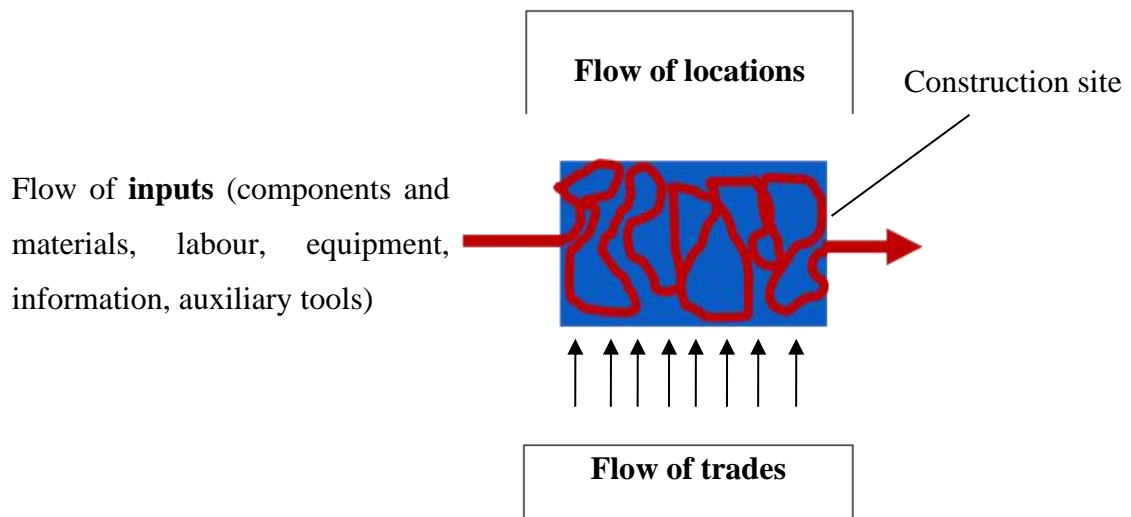 Flow of locations
Construction site
Flow of inputs (components and
materials, labour, equipment,
information, auxiliary tools)
Flow of trades